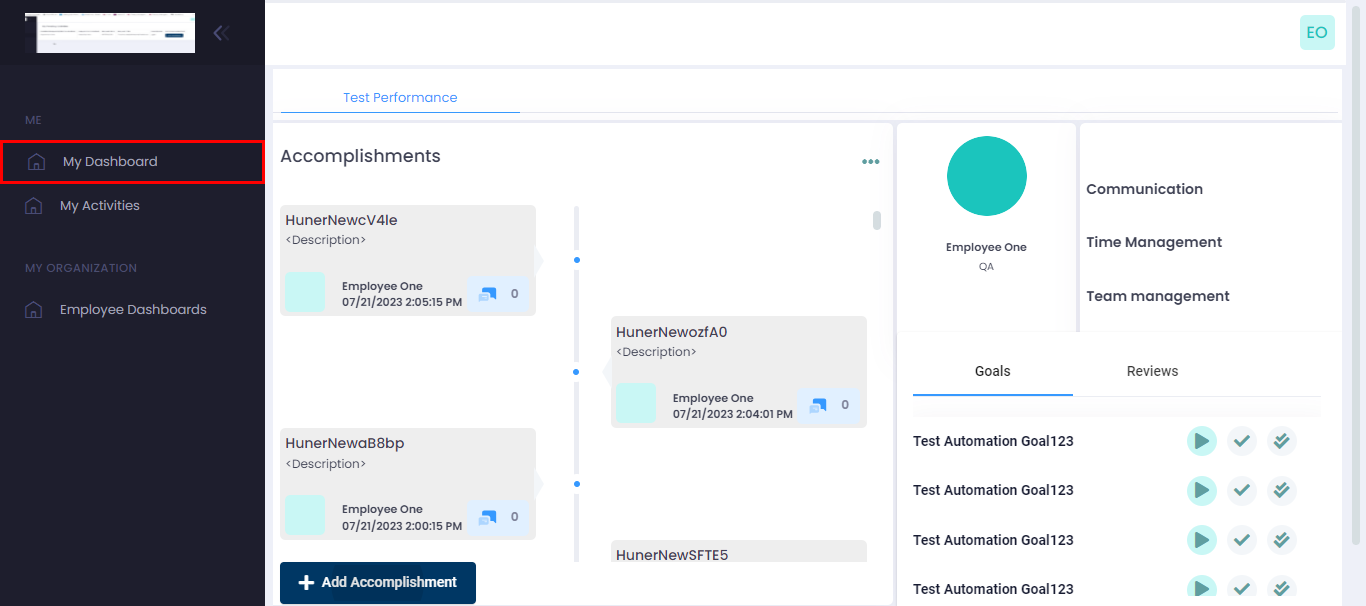 EO
ME
My Dashboard
My Activities
MY ORGANIZATION
Employee Dashboards
Test Performance
Accomplishments
HunerNewcV4Ie
<Description>
Employee One
07/21/2023 2:05:15 PM
0
HunerNewozfA0
<Description>
Employee One
07/21/2023 2:04:01 PM
0
HunerNewaB8bp
<Description>
Employee One
07/21/2023 2:00:15 PM
0
HunerNewSFTE5
Add Accomplishment
Employee One
QA
Communication
Time Management
Team management
Goals
Reviews
Test Automation Goal123
Test Automation Goal123
Test Automation Goal123
Test Automation Goal123